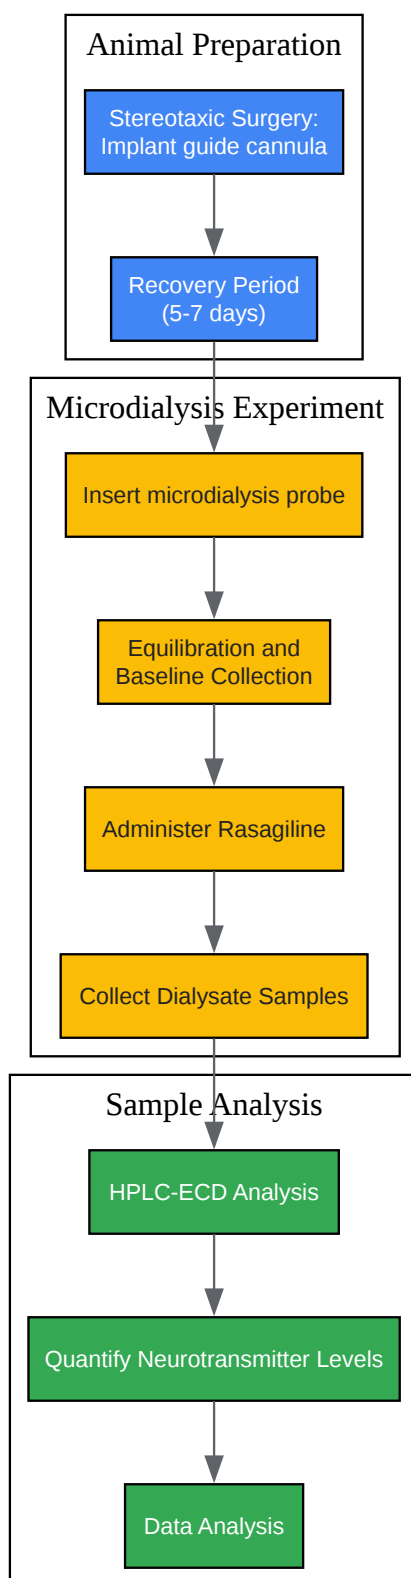 Animal Preparation
Stereotaxic Surgery:
Implant guide cannula
Recovery Period
(5-7 days)
Microdialysis Experiment
Insert microdialysis probe
Equilibration and
Baseline Collection
Administer Rasagiline
Collect Dialysate Samples
Sample Analysis
HPLC-ECD Analysis
Quantify Neurotransmitter Levels
Data Analysis